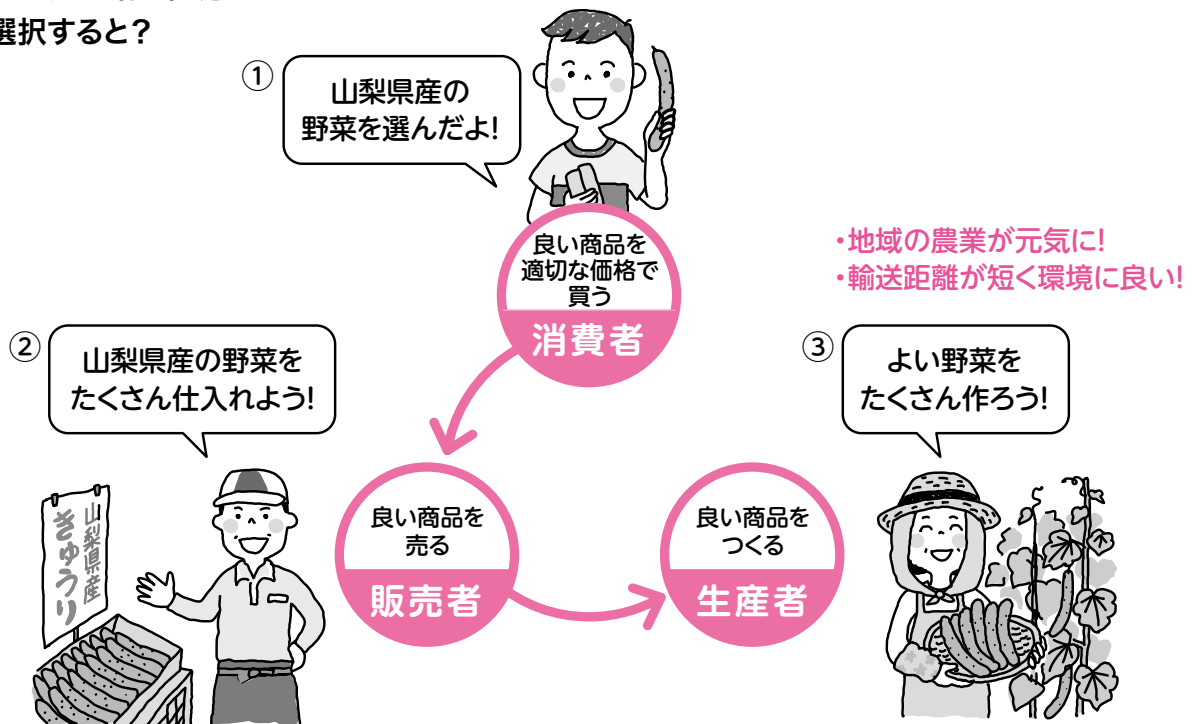 選択すると?
①
山梨県産の
野菜を選んだよ!
良い商品を
適切な価格で
買う
消費者
・地域の農業が元気に!
・輸送距離が短く環境に良い!
②
山梨県産の野菜を
たくさん仕入れよう!
③
よい野菜を
たくさん作ろう!
山梨県産
きゅうり
良い商品を
売る
販売者
良い商品を
つくる
生産者